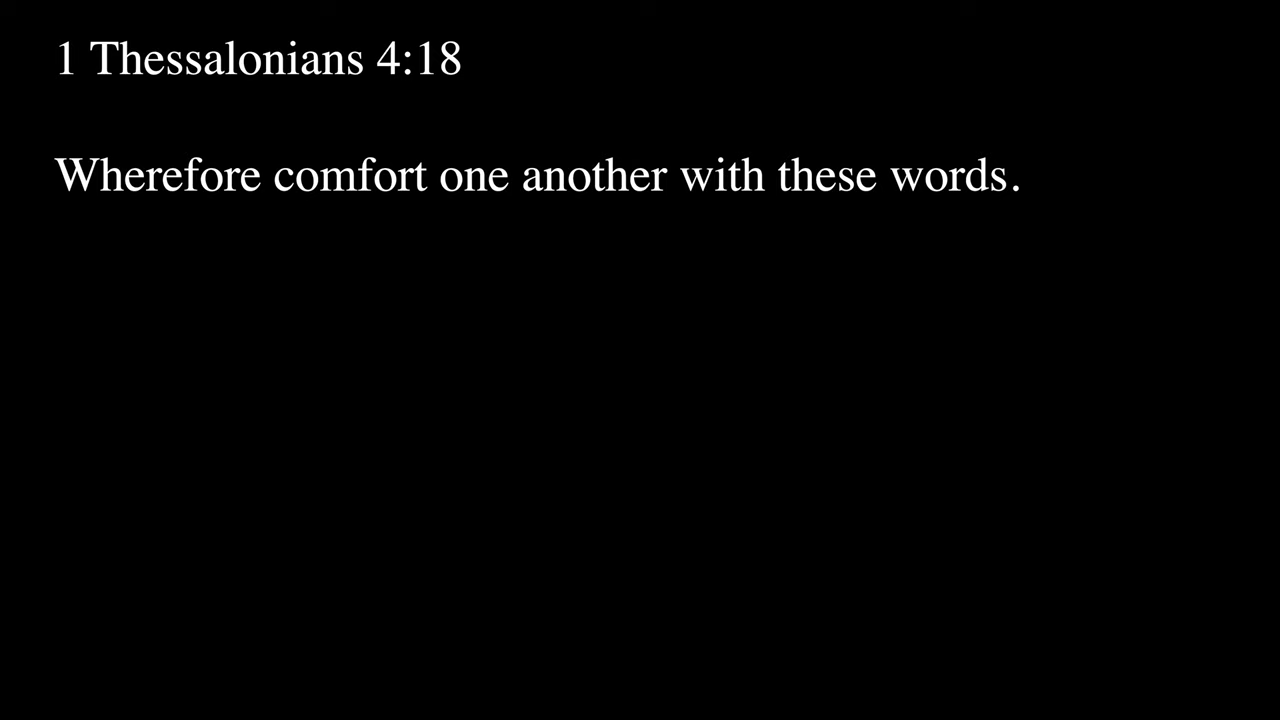 1 Thessalonians 4:18
Wherefore comfort one another with these words.